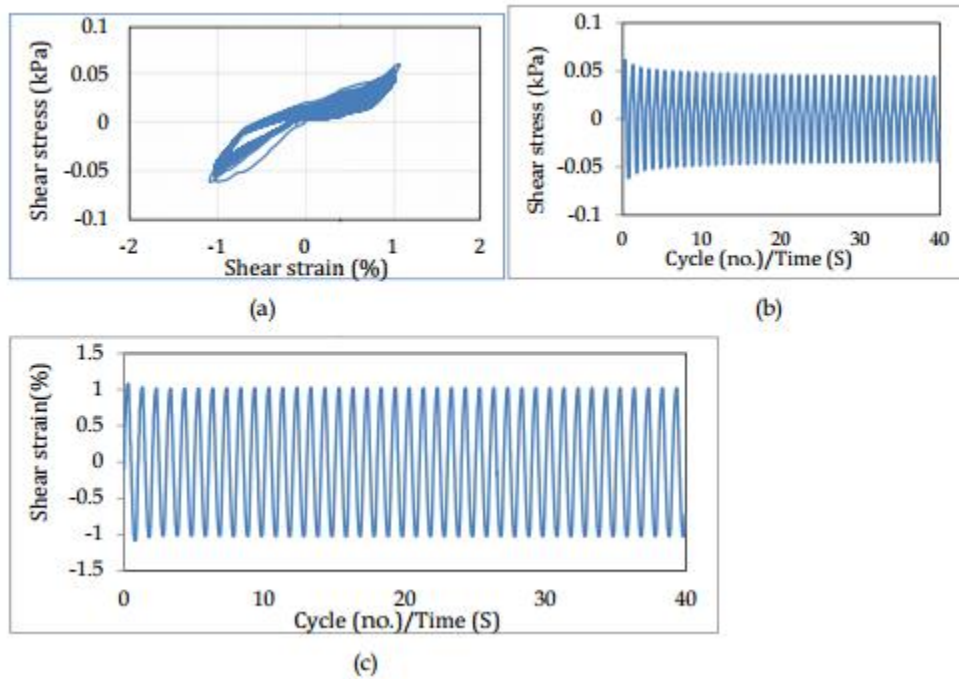 0.1
0.05
0
-0.05
-0.1
Shear stress (kPa)
-2 -1 0 1 2
Shear strain (%)
(a)
0.1
0.05
0
-0.05
-0.1
Shear stress (kPa)
0 10 20 30 40
Cycle (no.)/Time (S)
(b)
1.5
1
0.5
0
-0.5
-1
-1.5
Shear strain(%)
0 10 20 30 40
Cycle (no.)/Time (S)
(c)